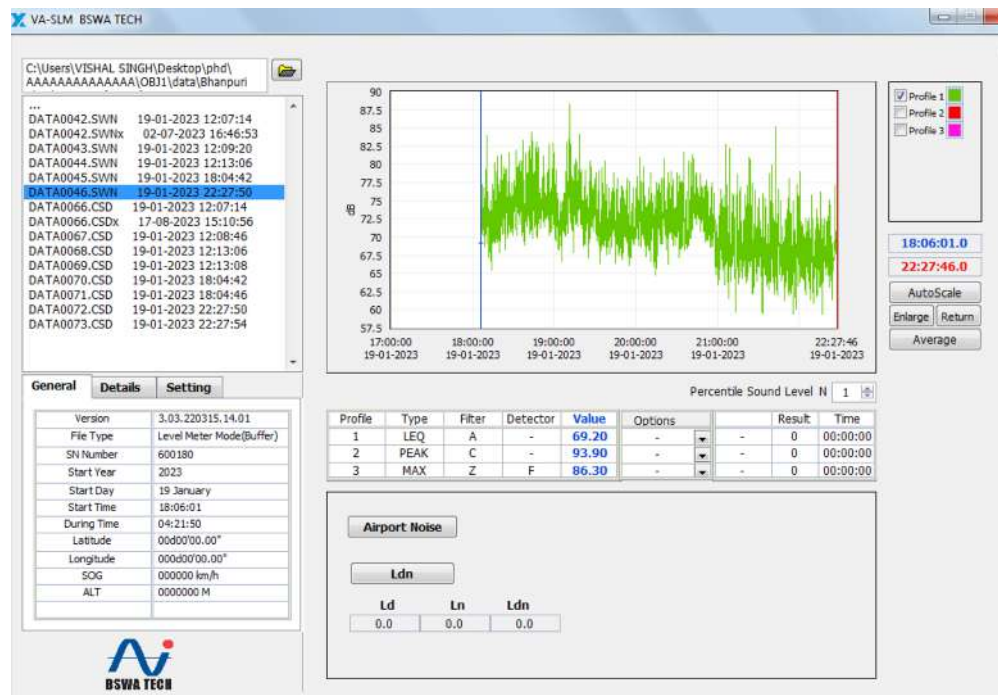 VA-SLM BSWA TECH
C:\Users\VISHAL SINGH\Desktop\phd\
AAAAAAAAAAAAAA\OBJ1\data\Bhanpuri
...
DATA0042.SWN 19-01-2023 12:07:14
DATA0042.SWNx 02-07-2023 16:46:53
DATA0043.SWN 19-01-2023 12:09:20
DATA0044.SWN 19-01-2023 12:13:06
DATA0045.SWN 19-01-2023 18:04:42
DATA0046.SWN 19-01-2023 22:27:50
DATA0066.CSD 19-01-2023 12:07:14
DATA0066.CSDx 17-08-2023 15:10:56
DATA0067.CSD 19-01-2023 12:08:46
DATA0068.CSD 19-01-2023 12:13:06
DATA0069.CSD 19-01-2023 12:13:08
DATA0070.CSD 19-01-2023 18:04:42
DATA0071.CSD 19-01-2023 18:04:46
DATA0072.CSD 19-01-2023 22:27:50
DATA0073.CSD 19-01-2023 22:27:54
General Details Setting
Version 3.03.220315.14.01
File Type Level Meter Mode(Buffer)
SN Number 600180
Start Year 2023
Start Day 19 January
Start Time 18:06:01
During Time 04:21:50
Latitude 00d00'00.00"
Longitude 000d00'00.00"
SOG 000000 km/h
ALT 0000000 M
BSWA TECH
90
87.5
85
82.5
80
77.5
75
72.5
70
67.5
65
62.5
60
57.5
dB
17:00:00 18:00:00 19:00:00 20:00:00 21:00:00 22:27:46
19-01-2023 19-01-2023 19-01-2023 19-01-2023 19-01-2023 19-01-2023
Profile 1
Profile 2
Profile 3
18:06:01.0
22:27:46.0
AutoScale
Enlarge Return
Average
Percentile Sound Level N 1
Profile Type Filter Detector Value Options Result Time
1 LEQ A - 69.20 - - 0 00:00:00
2 PEAK C - 93.90 - - 0 00:00:00
3 MAX Z F 86.30 - - 0 00:00:00
Airport Noise
Ldn
Ld Ln Ldn
0.0 0.0 0.0